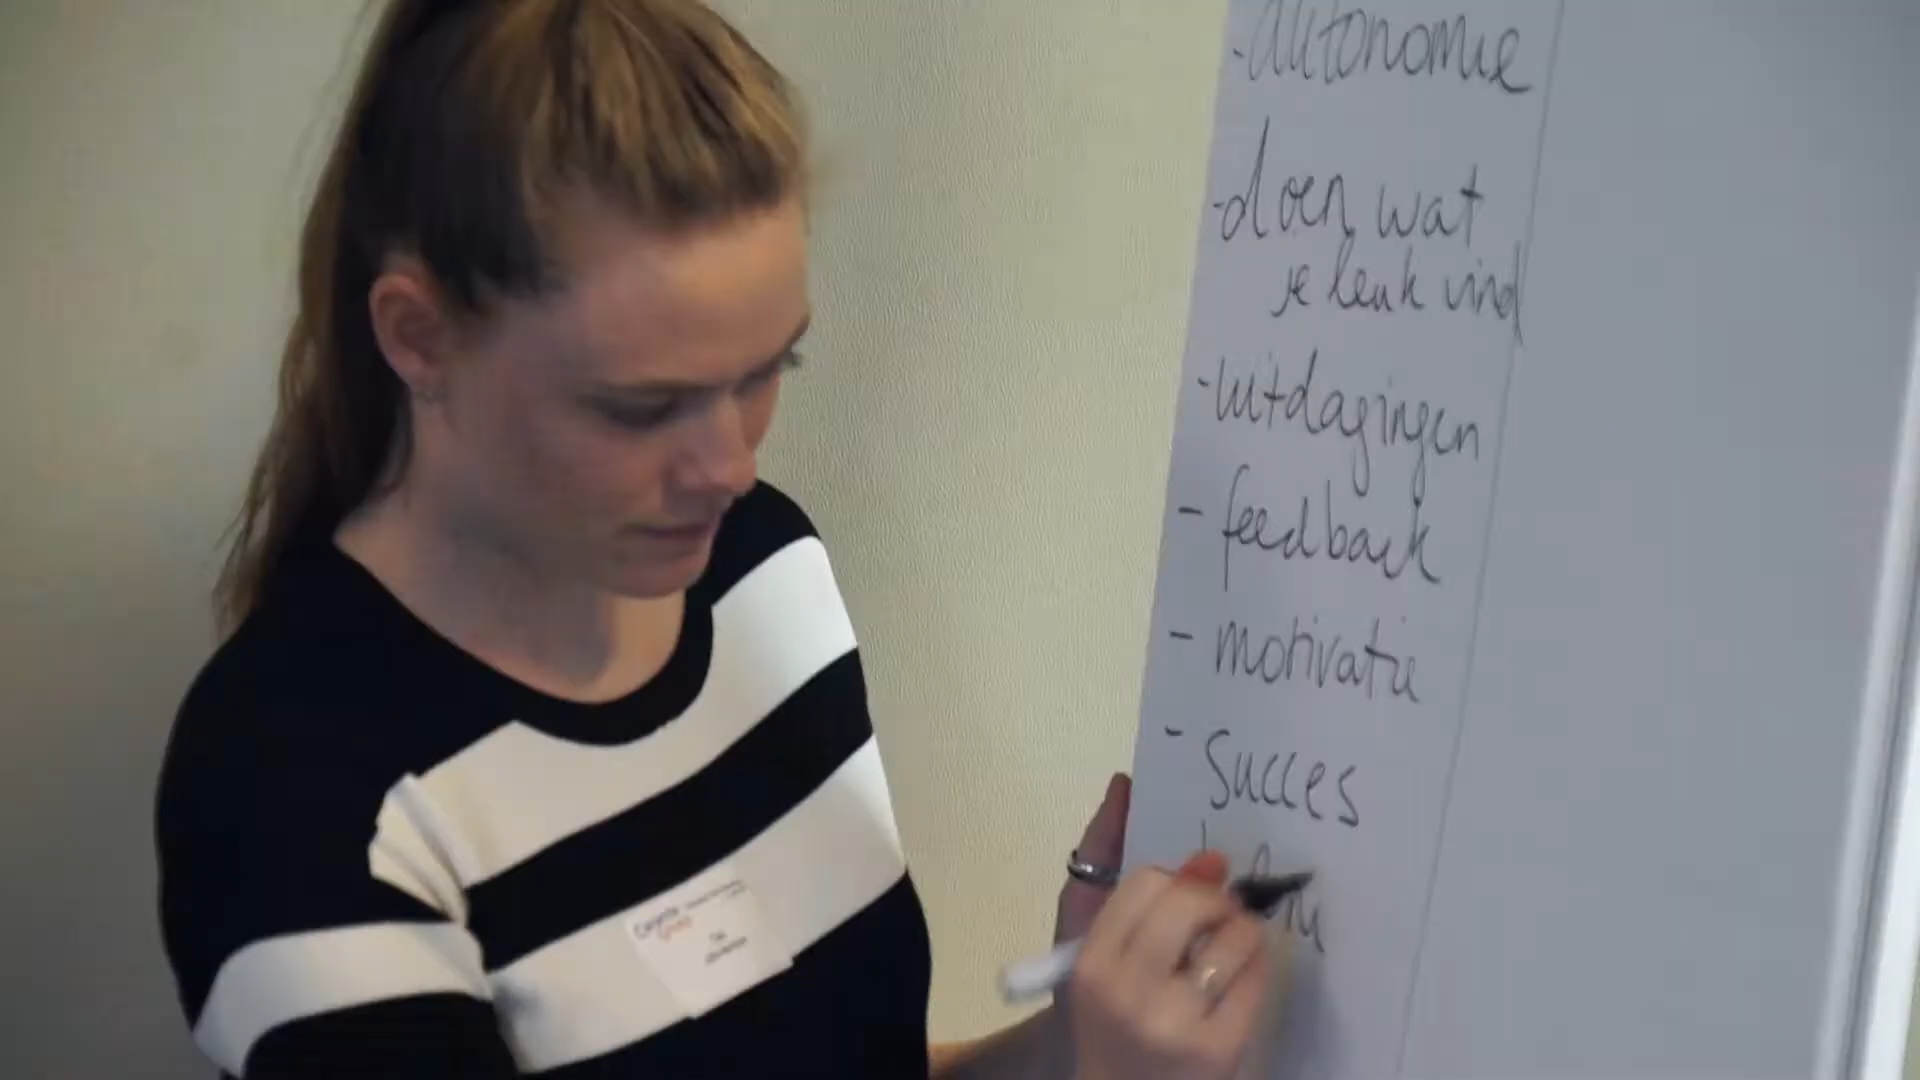 - autonomie
- doen wat
je leuk vind
- uitdagingen
- feedback
- motivatie
- Succes